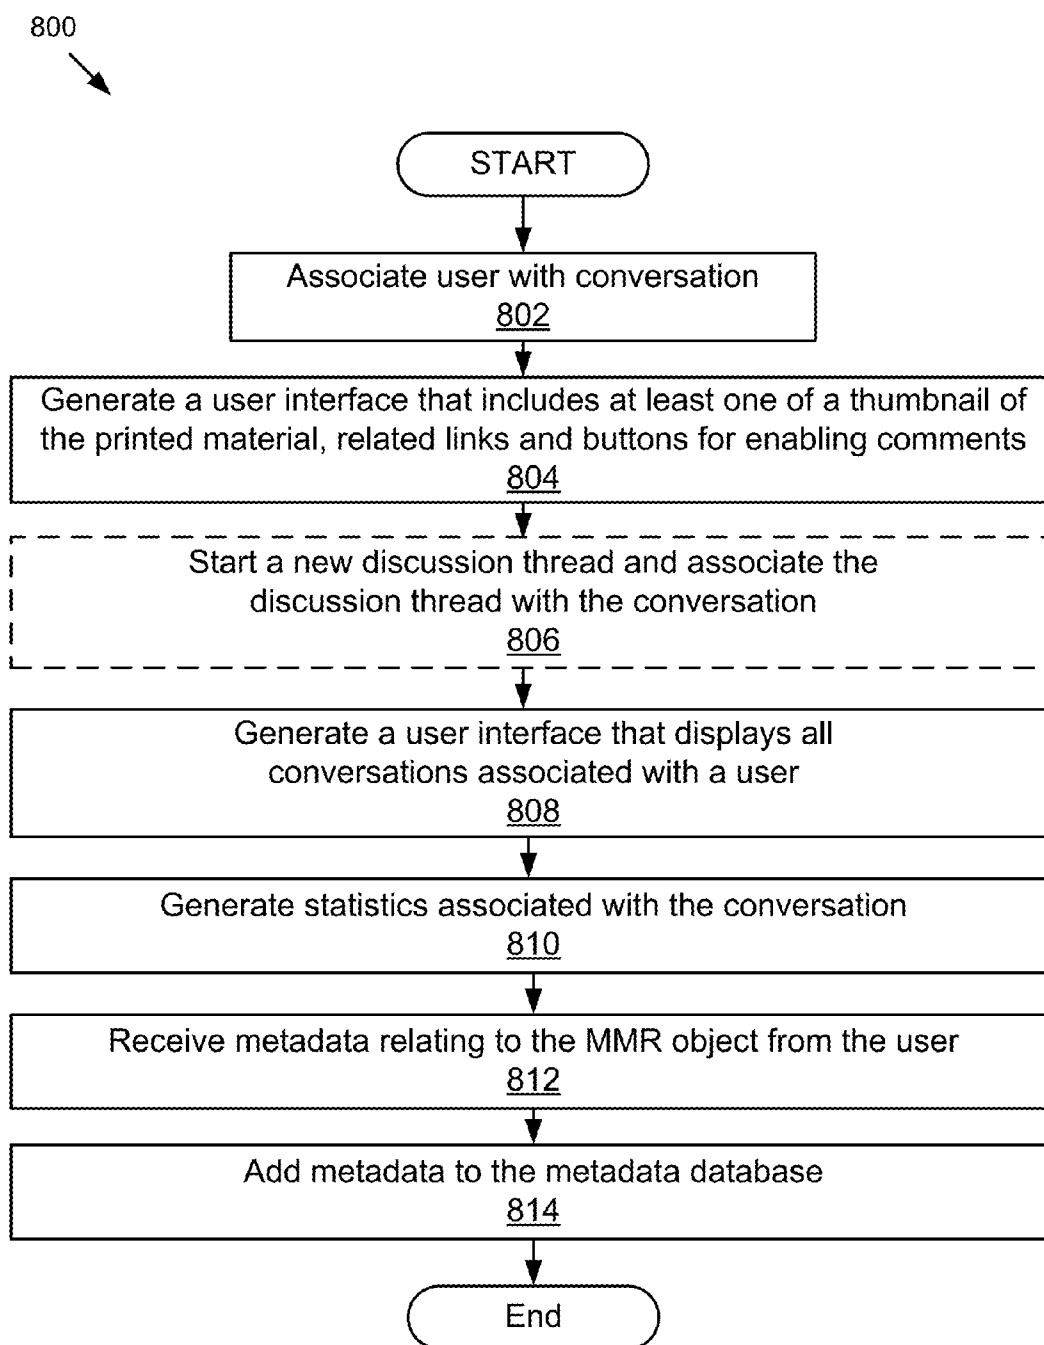 800
START
Associate user with conversation
802
Generate a user interface that includes at least one of a thumbnail of
the printed material, related links and buttons for enabling comments
804
Start a new discussion thread and associate the
discussion thread with the conversation
806
Generate a user interface that displays all
conversations associated with a user
808
Generate statistics associated with the conversation
810
Receive metadata relating to the MMR object from the user
812
Add metadata to the metadata database
814
End